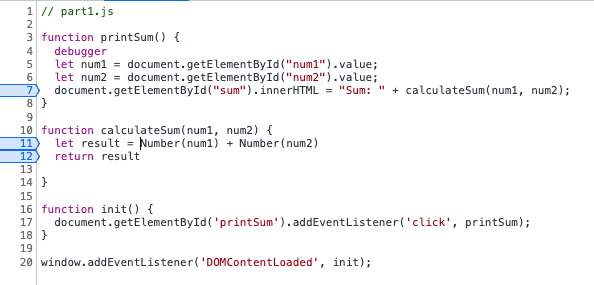 1 // part1.js
2
3 function printSum() {
4   debugger
5   let num1 = document.getElementById("num1").value;
6   let num2 = document.getElementById("num2").value;
7   document.getElementById("sum").innerHTML = "Sum: " + calculateSum(num1, num2);
8 }
9
10 function calculateSum(num1, num2) {
11   let result = Number(num1) + Number(num2)
12   return result
13
14 }
15
16 function init() {
17   document.getElementById('printSum').addEventListener('click', printSum);
18 }
19
20 window.addEventListener('DOMContentLoaded', init);